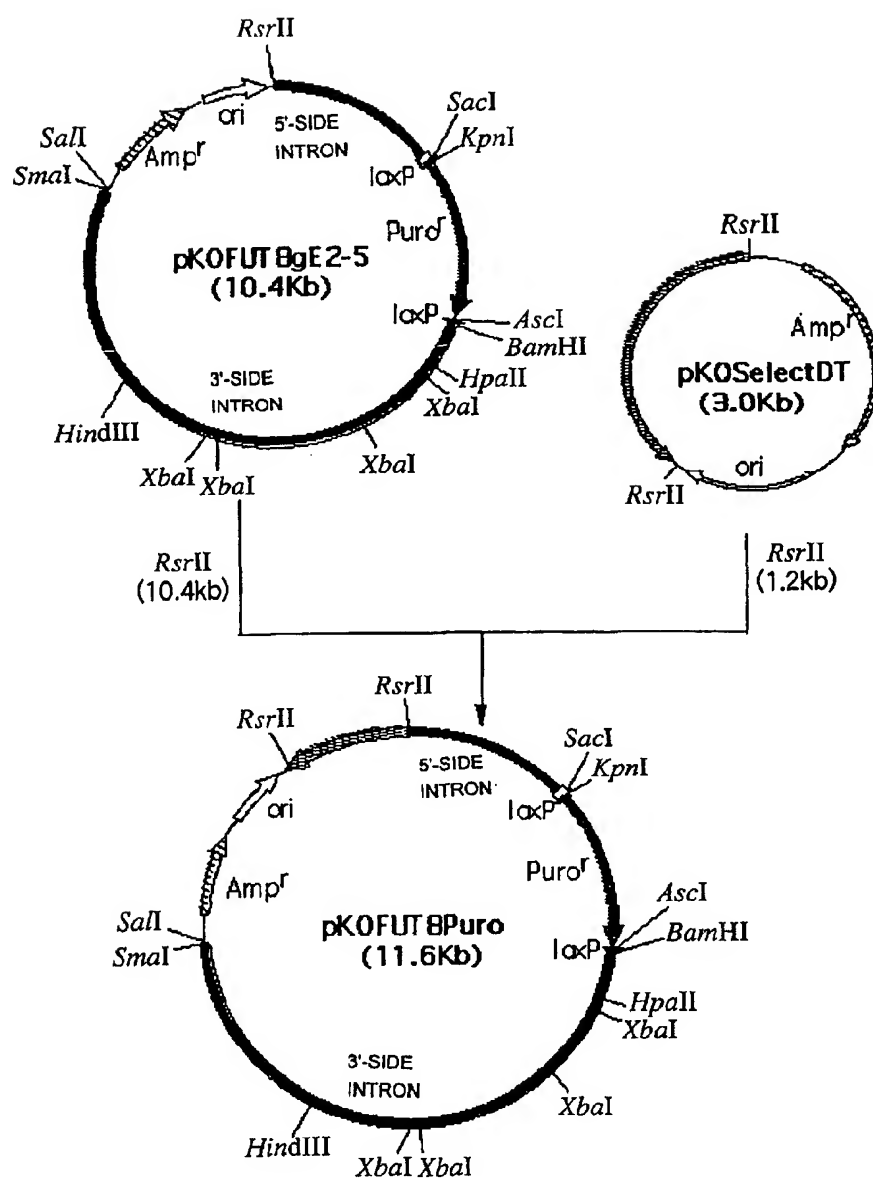 RsrII
SacI
KpnI
ori
5'-SIDE
INTRON
SalI
SmaI
Ampr
loxP
Puror
pKOFUT8gE2-5
(10.4Kb)
loxP
AscI
BamHI
HpaII
XbaI
3'-SIDE
INTRON
HindIII
XbaI
XbaI
XbaI
RsrII
Ampr
pKOSelectDT
(3.0Kb)
ori
RsrII
RsrII
(10.4kb)
RsrII
(1.2kb)
RsrII
RsrII
SacI
KpnI
5'-SIDE
INTRON
loxP
ori
Puror
Ampr
AscI
SalI
SmaI
pKOFUT8Puro
(11.6Kb)
loxP
BamHI
HpaII
XbaI
3'-SIDE
INTRON
XbaI
HindIII
XbaI XbaI